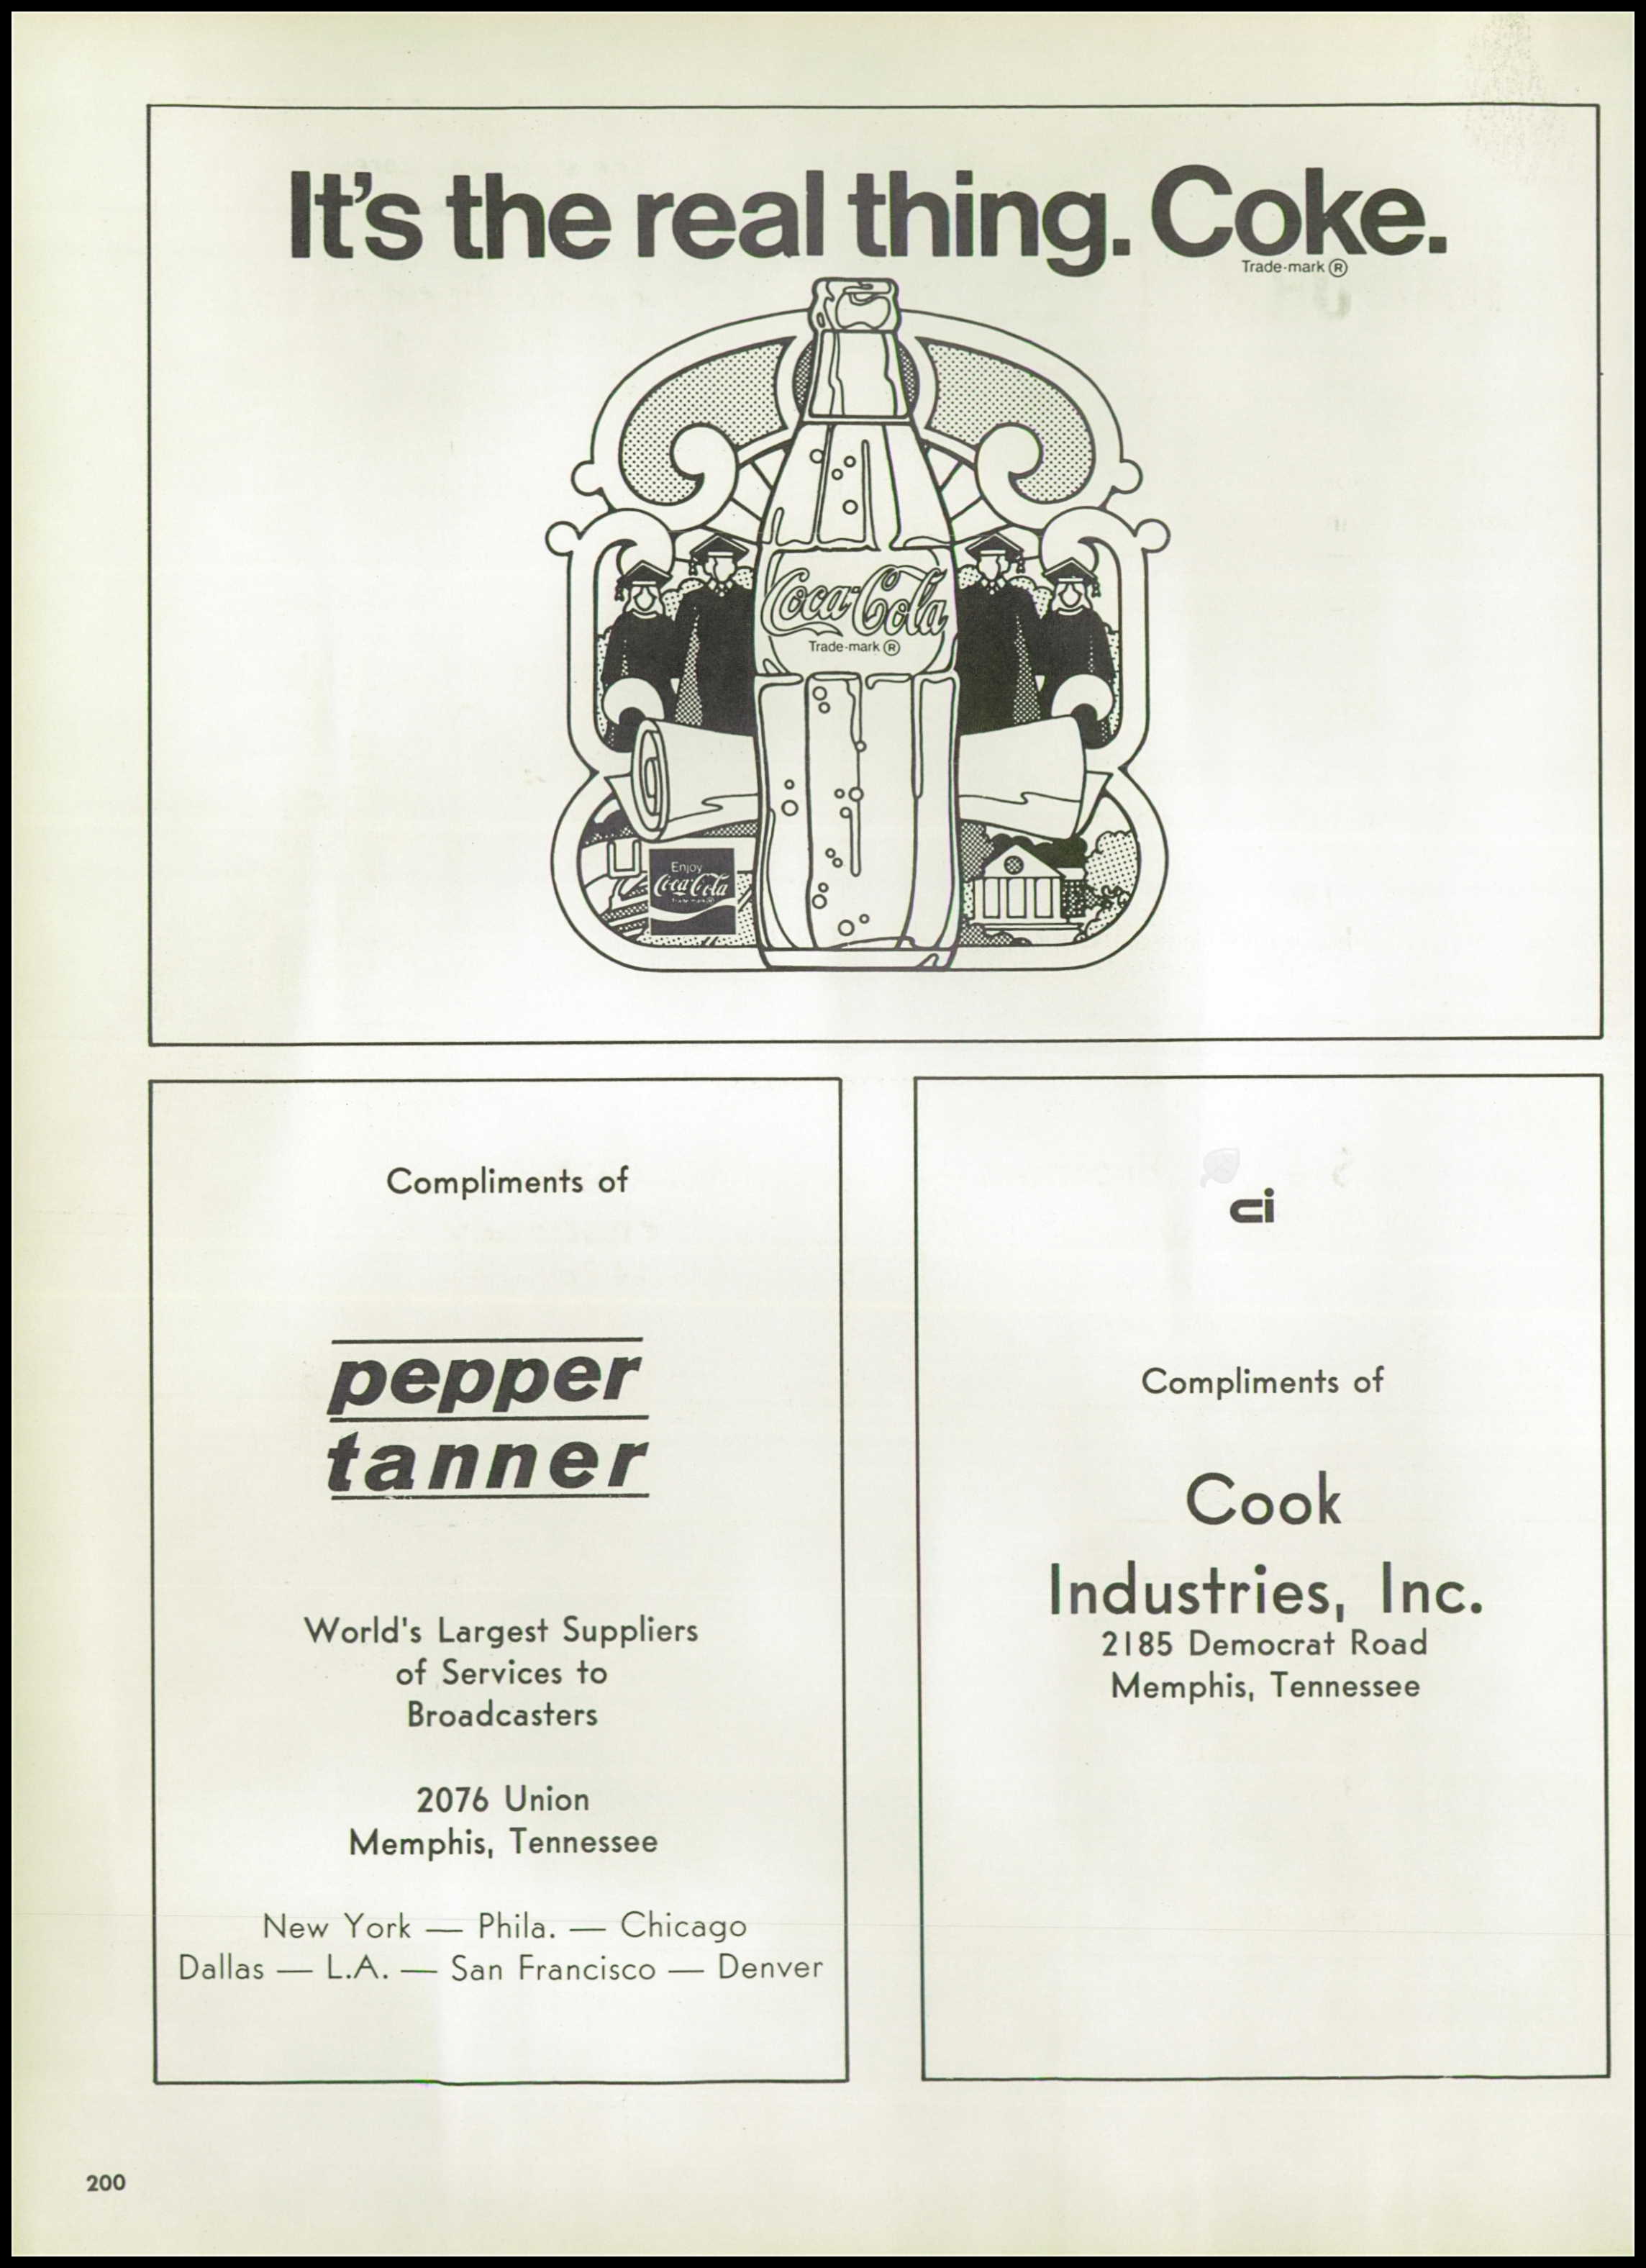 It's the real thing. Coke.
Trade-mark ®
Coca-Cola
Trade-mark ®
Enjoy
Coca-Cola
Trade-mark ®
Compliments of
pepper
tanner
World's Largest Suppliers
of Services to
Broadcasters
2076 Union
Memphis, Tennessee
New York — Phila. — Chicago
Dallas — L.A. — San Francisco — Denver
ci
Compliments of
Cook
Industries, Inc.
2185 Democrat Road
Memphis, Tennessee
200